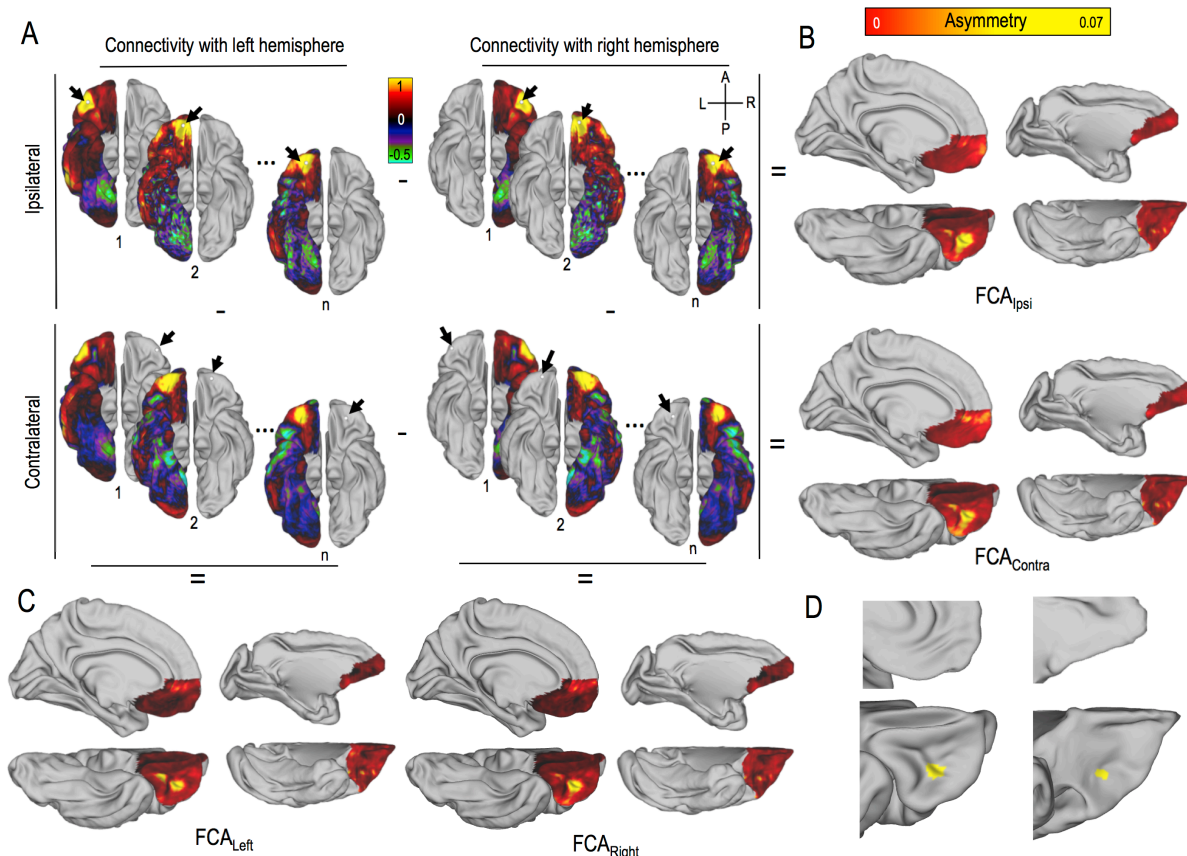 A
Connectivity with left hemisphere
Connectivity with right hemisphere
B
0 Asymmetry 0.07
Ipsilateral
1
0
-0.5
A
L R
P
...
...
1
2
n
1
2
n
-
=
-
-
FCA_Ipsi
Contralateral
...
...
1
2
n
1
2
n
-
=
FCA_Contra
=
=
C
D
FCA_Left
FCA_Right